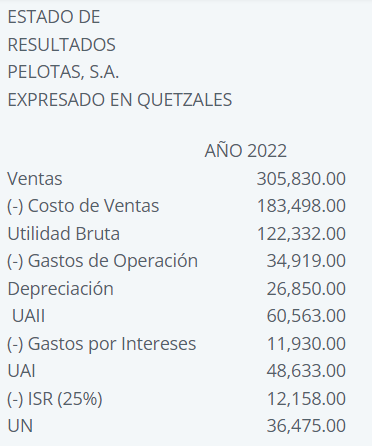 ESTADO DE
RESULTADOS
PELOTAS, S.A.
EXPRESADO EN QUETZALES
AÑO 2022
Ventas 305,830.00
(-) Costo de Ventas 183,498.00
Utilidad Bruta 122,332.00
(-) Gastos de Operación 34,919.00
Depreciación 26,850.00
UAII 60,563.00
(-) Gastos por Intereses 11,930.00
UAI 48,633.00
(-) ISR (25%) 12,158.00
UN 36,475.00